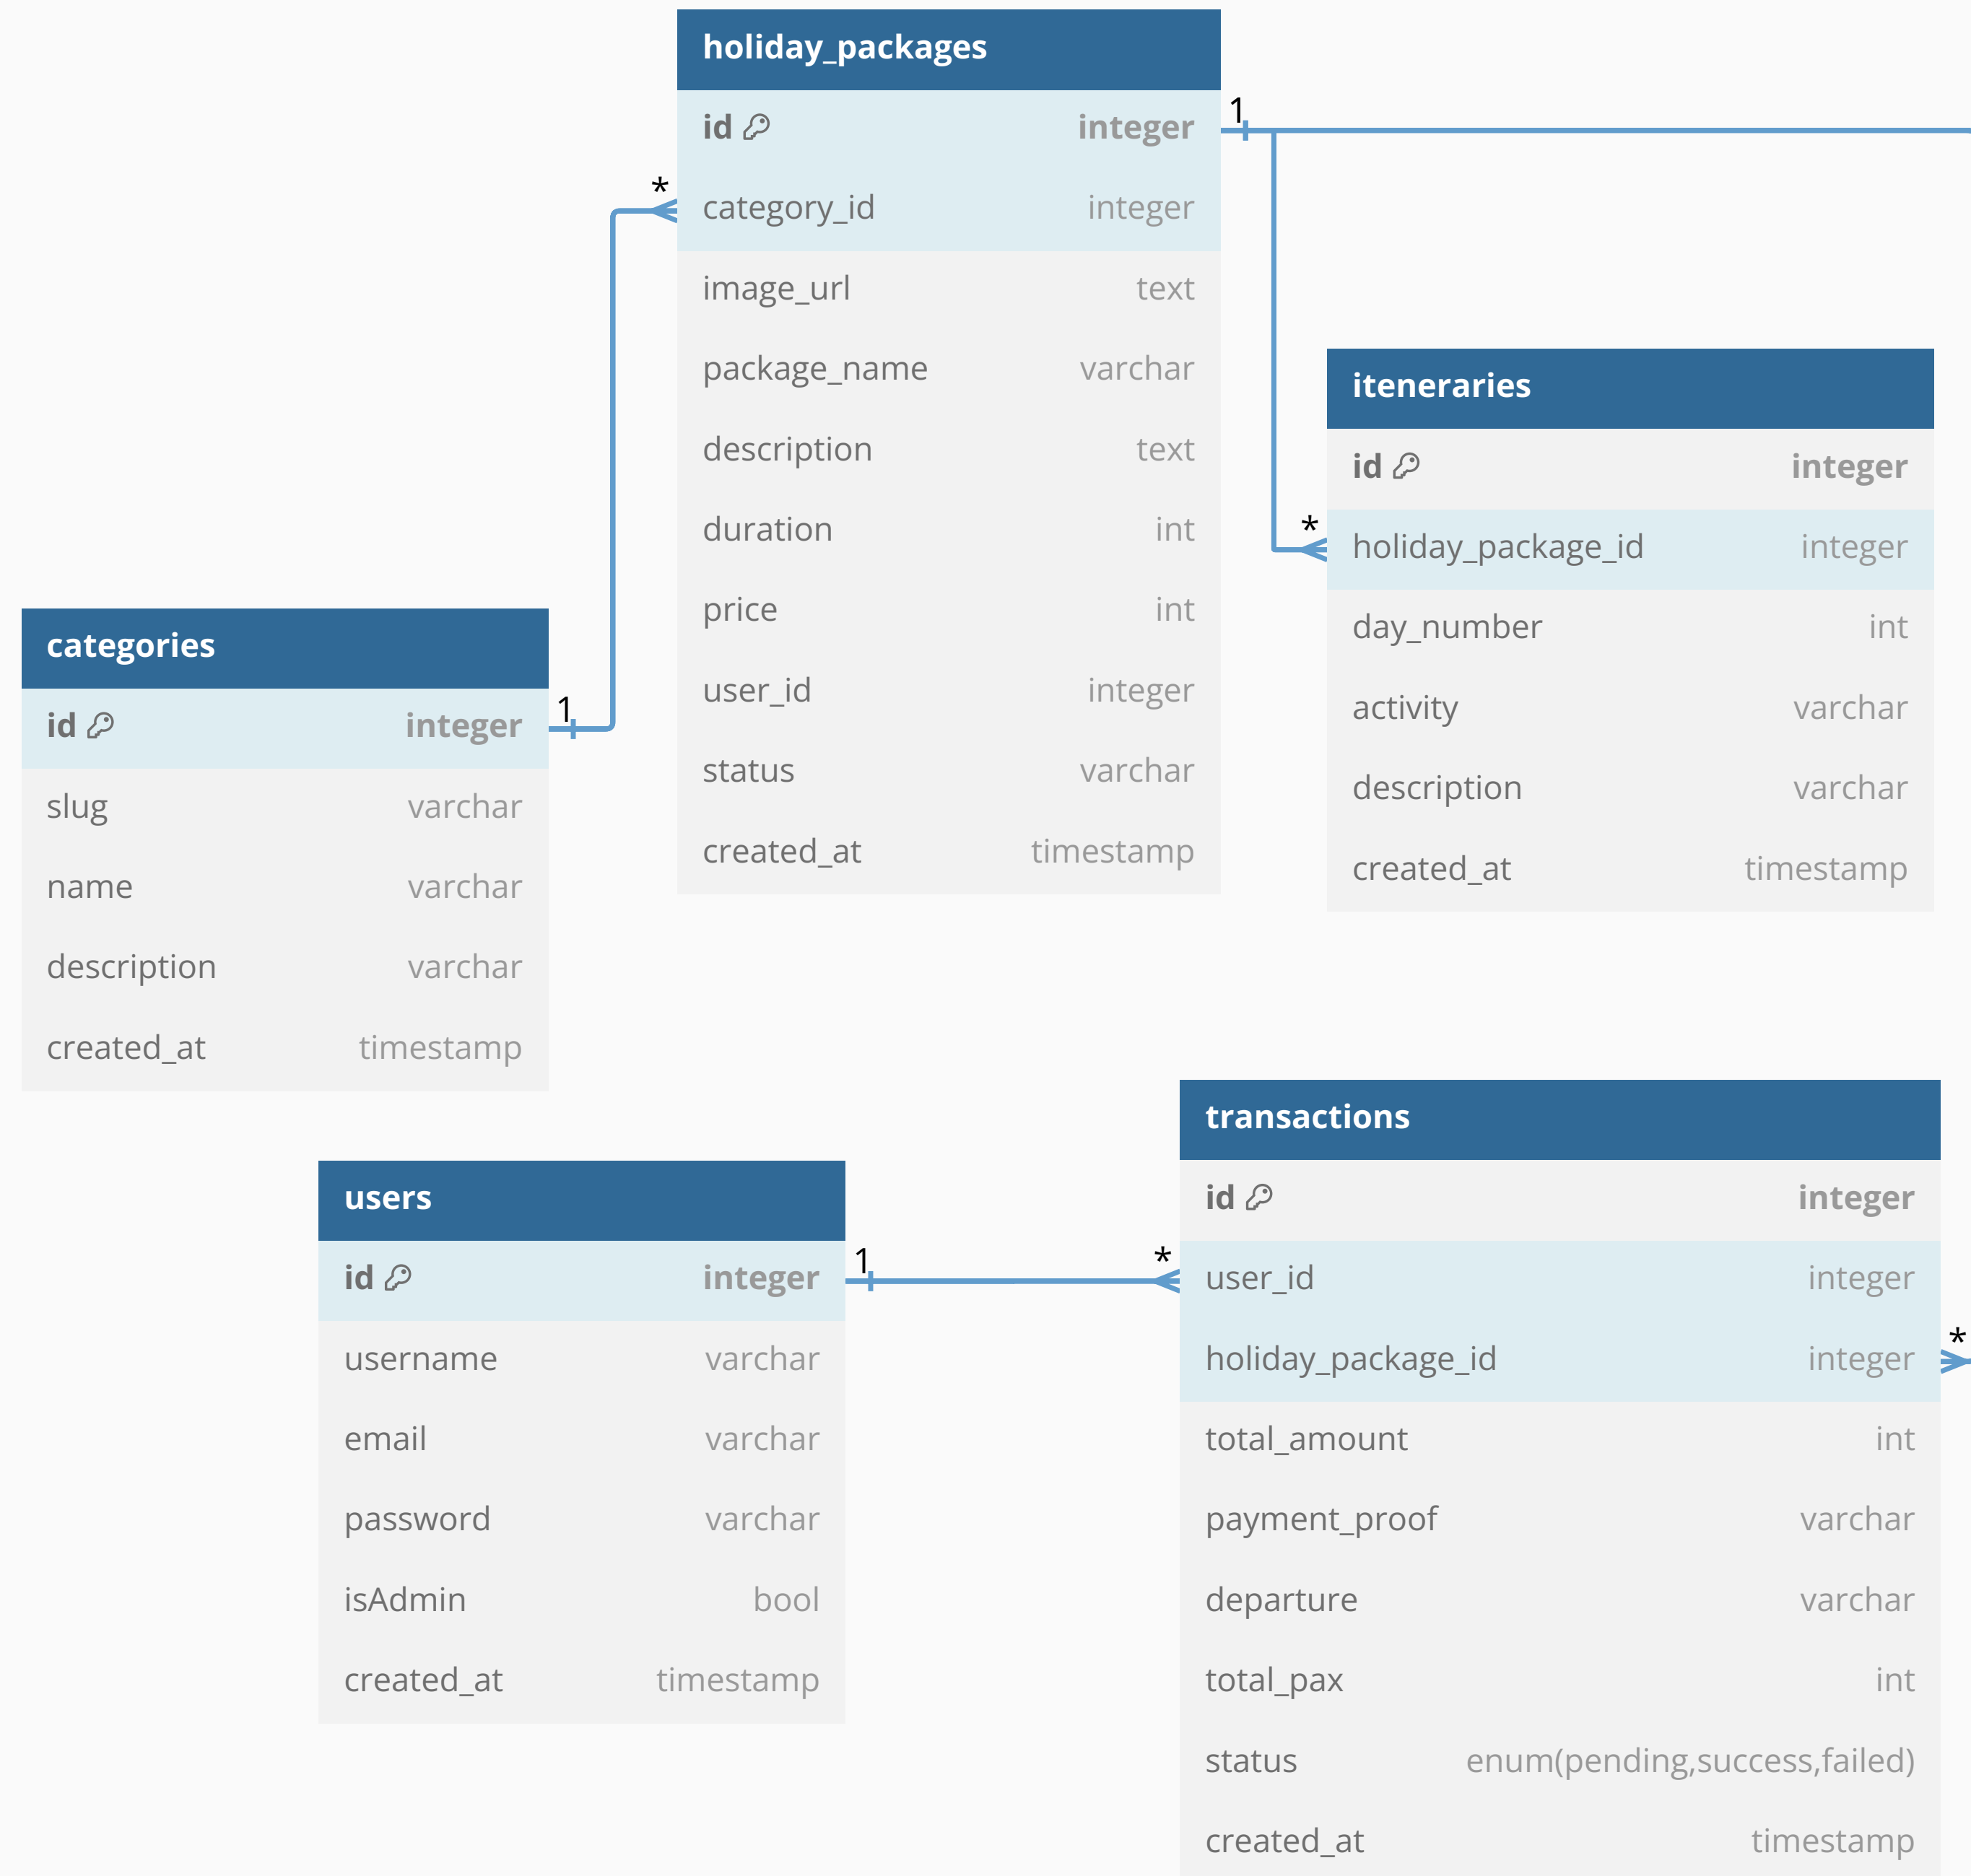 holiday_packages
id integer
category_id integer
image_url text
package_name varchar
description text
duration int
price int
user_id integer
status varchar
created_at timestamp
1
*
iteneraries
id integer
holiday_package_id integer
day_number int
activity varchar
description varchar
created_at timestamp
*
categories
id integer
slug varchar
name varchar
description varchar
created_at timestamp
1
users
id integer
username varchar
email varchar
password varchar
isAdmin bool
created_at timestamp
1
*
transactions
id integer
user_id integer
holiday_package_id integer
total_amount int
payment_proof varchar
departure varchar
total_pax int
status enum(pending,success,failed)
created_at timestamp
*